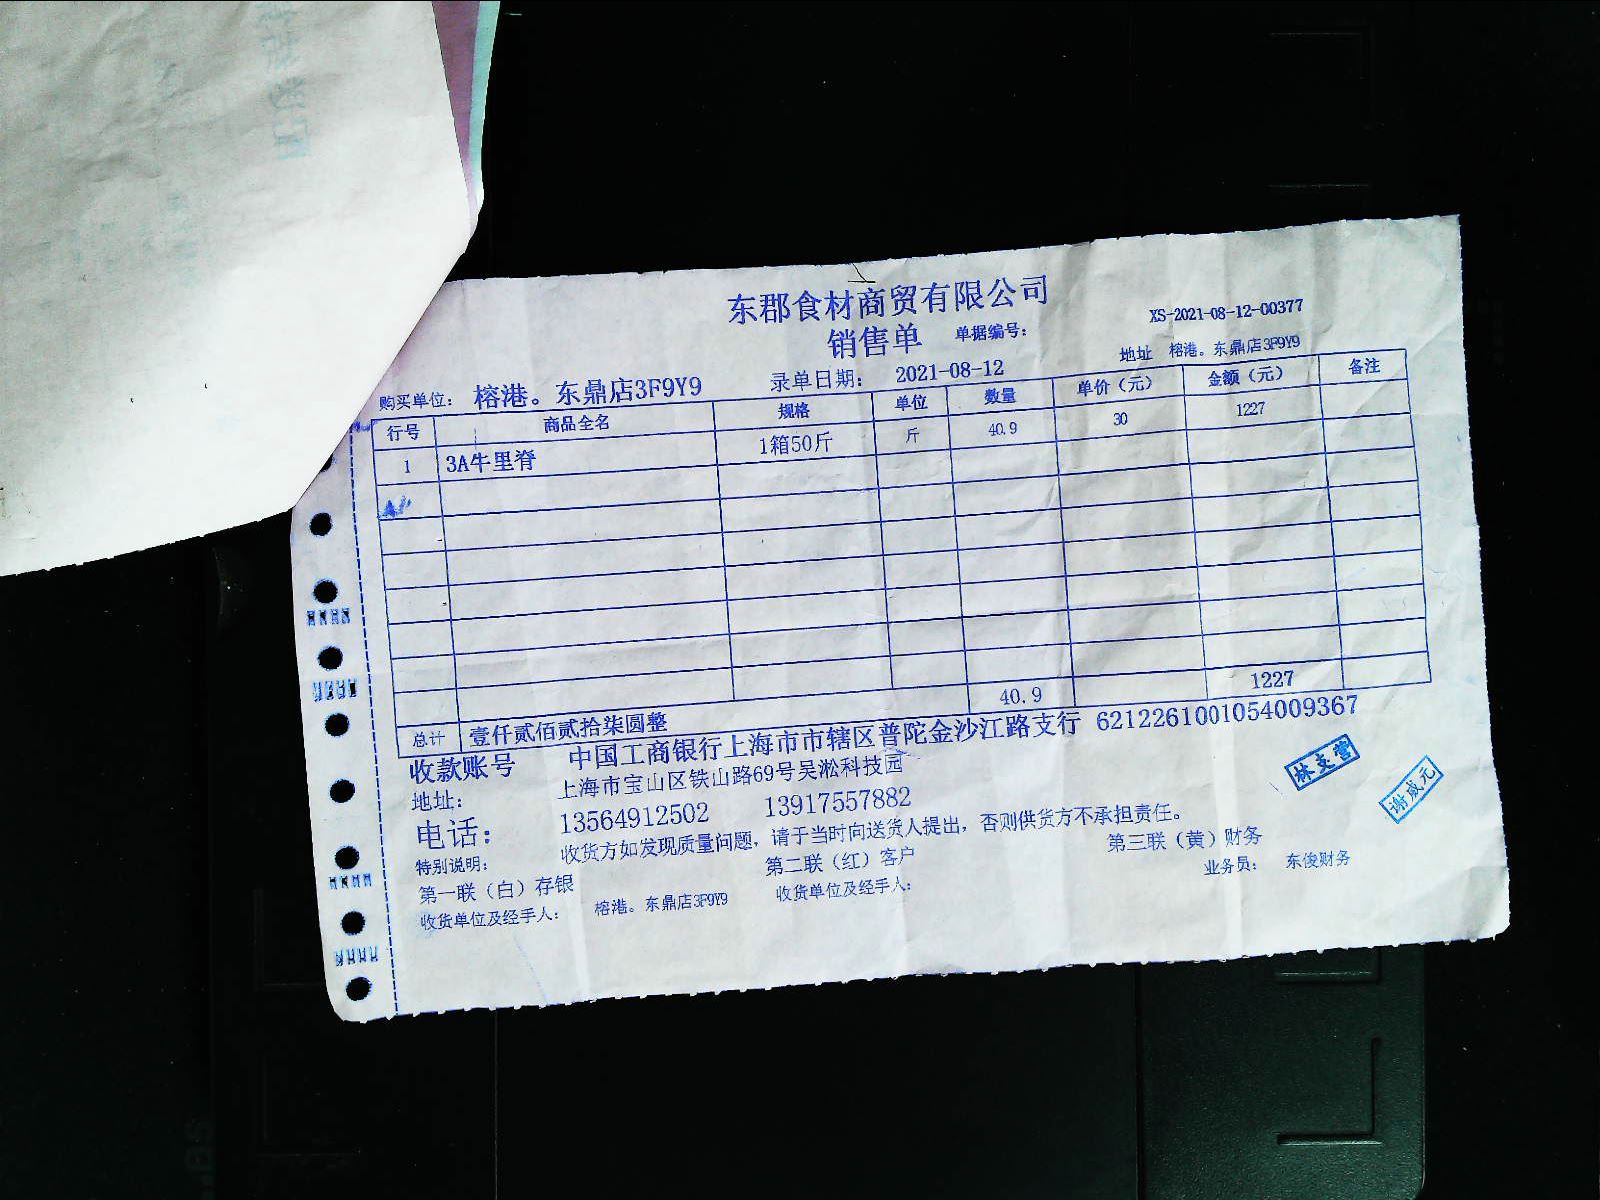 东郡食材商贸有限公司
销售单 单据编号: XS-2021-08-12-00377
购买单位: 榕港。东鼎店3F9Y9 录单日期: 2021-08-12 地址 榕港。东鼎店3F9Y9
行号 商品全名 规格 单位 数量 单价（元） 金额（元） 备注
1 3A牛里脊 1箱50斤 斤 40.9 30 1227
40.9 1227
总计 壹仟贰佰贰拾柒圆整
收款账号 中国工商银行上海市市辖区普陀金沙江路支行 6212261001054009367
地址: 上海市宝山区铁山路69号吴淞科技园
电话: 13564912502 13917557882
特别说明: 收货方如发现质量问题，请于当时向送货人提出，否则供货方不承担责任。
第一联（白）存银 第二联（红）客户 第三联（黄）财务
收货单位及经手人: 榕港。东鼎店3F9Y9 收货单位及经手人: 业务员: 东俊财务
谢成元